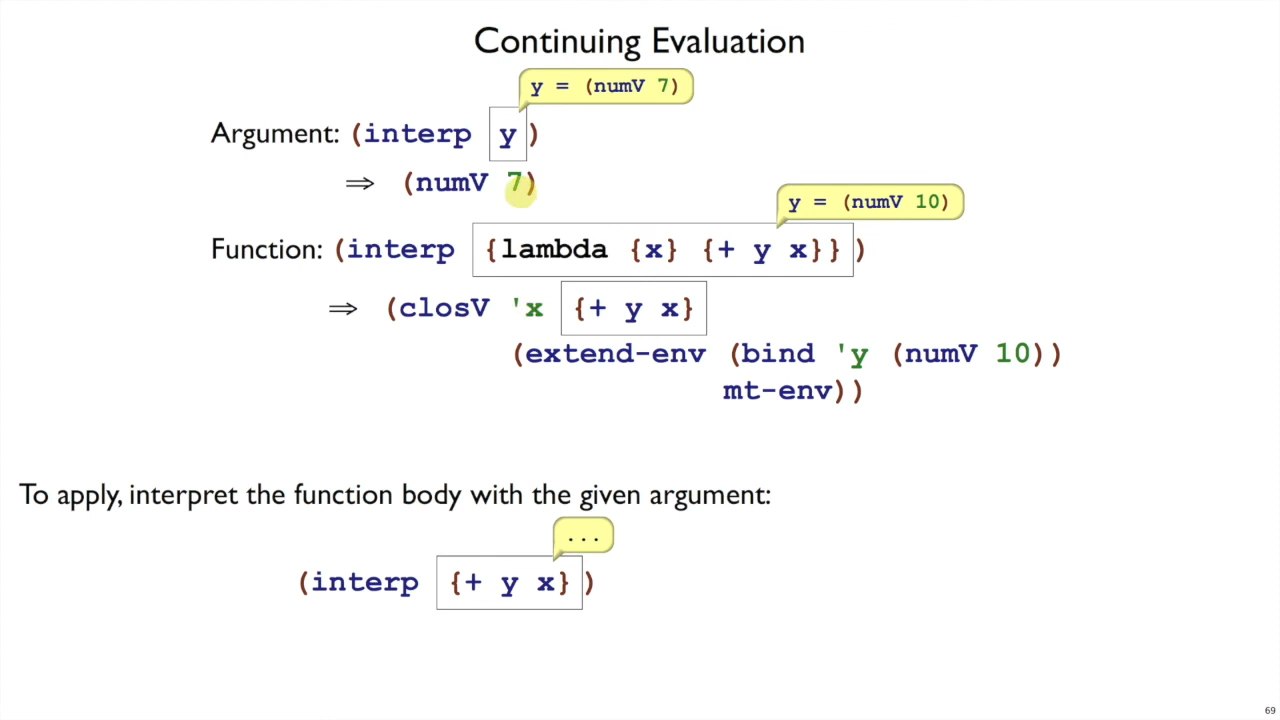 Continuing Evaluation
y = (numV 7)
Argument: (interp y)
⇒ (numV 7)
y = (numV 10)
Function: (interp {lambda {x} {+ y x}})
⇒ (closV 'x {+ y x}
(extend-env (bind 'y (numV 10))
mt-env))
To apply, interpret the function body with the given argument:
...
(interp {+ y x})
69